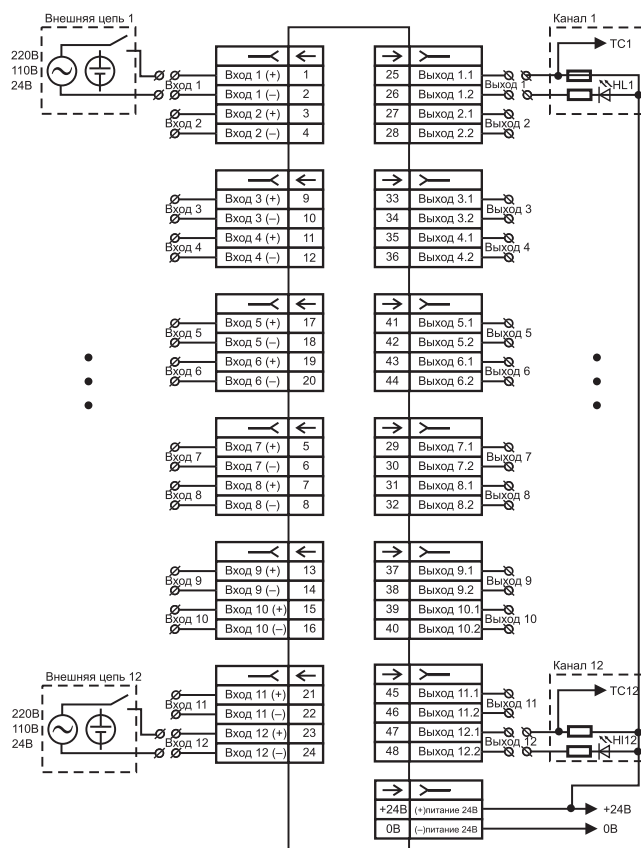 Внешняя цепь 1
220В
110В
24В
Вход 1
Вход 1 (+) 1
Вход 1 (–) 2
Вход 2
Вход 2 (+) 3
Вход 2 (–) 4
Вход 3
Вход 3 (+) 9
Вход 3 (–) 10
Вход 4
Вход 4 (+) 11
Вход 4 (–) 12
Вход 5
Вход 5 (+) 17
Вход 5 (–) 18
Вход 6
Вход 6 (+) 19
Вход 6 (–) 20
Вход 7
Вход 7 (+) 5
Вход 7 (–) 6
Вход 8
Вход 8 (+) 7
Вход 8 (–) 8
Вход 9
Вход 9 (+) 13
Вход 9 (–) 14
Вход 10
Вход 10 (+) 15
Вход 10 (–) 16
Внешняя цепь 12
220В
110В
24В
Вход 11
Вход 11 (+) 21
Вход 11 (–) 22
Вход 12
Вход 12 (+) 23
Вход 12 (–) 24
Канал 1
ТС1
HL1
25 Выход 1.1
26 Выход 1.2
Выход 1
27 Выход 2.1
28 Выход 2.2
Выход 2
33 Выход 3.1
34 Выход 3.2
Выход 3
35 Выход 4.1
36 Выход 4.2
Выход 4
41 Выход 5.1
42 Выход 5.2
Выход 5
43 Выход 6.1
44 Выход 6.2
Выход 6
29 Выход 7.1
30 Выход 7.2
Выход 7
31 Выход 8.1
32 Выход 8.2
Выход 8
37 Выход 9.1
38 Выход 9.2
Выход 9
39 Выход 10.1
40 Выход 10.2
Выход 10
Канал 12
ТС12
HI12
45 Выход 11.1
46 Выход 11.2
Выход 11
47 Выход 12.1
48 Выход 12.2
Выход 12
+24В (+)питание 24В +24В
0В (–)питание 24В 0В